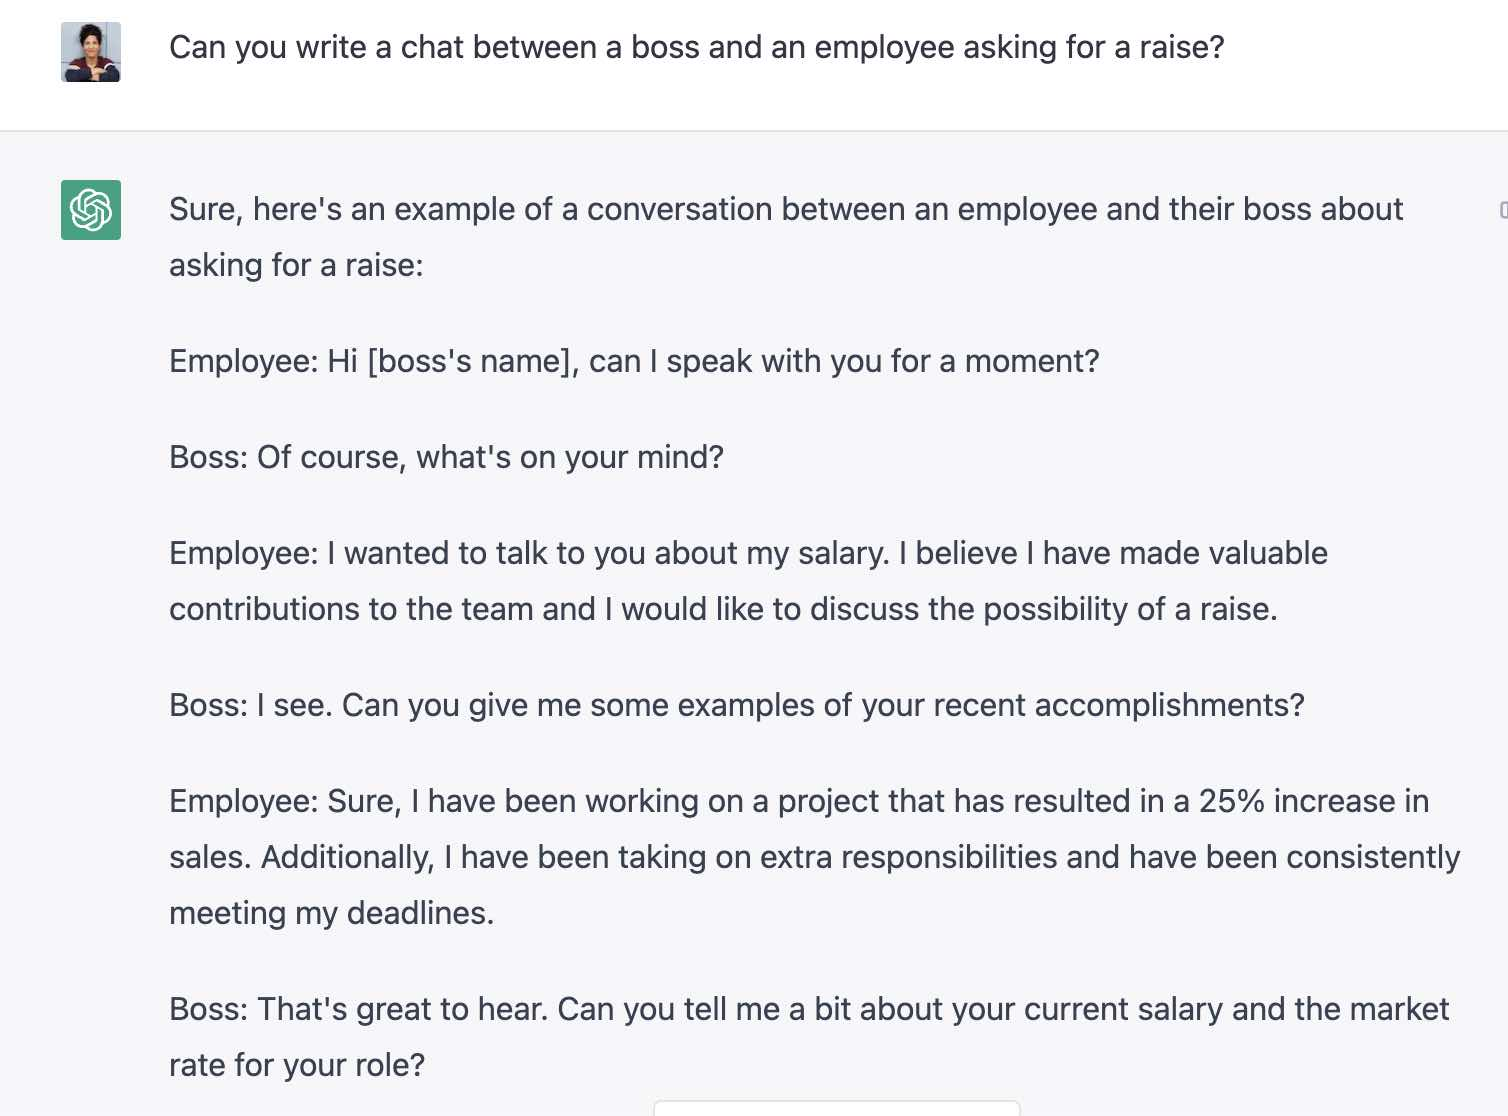 Can you write a chat between a boss and an employee asking for a raise?
Sure, here's an example of a conversation between an employee and their boss about
asking for a raise:
Employee: Hi [boss's name], can I speak with you for a moment?
Boss: Of course, what's on your mind?
Employee: I wanted to talk to you about my salary. I believe I have made valuable
contributions to the team and I would like to discuss the possibility of a raise.
Boss: I see. Can you give me some examples of your recent accomplishments?
Employee: Sure, I have been working on a project that has resulted in a 25% increase in
sales. Additionally, I have been taking on extra responsibilities and have been consistently
meeting my deadlines.
Boss: That's great to hear. Can you tell me a bit about your current salary and the market
rate for your role?